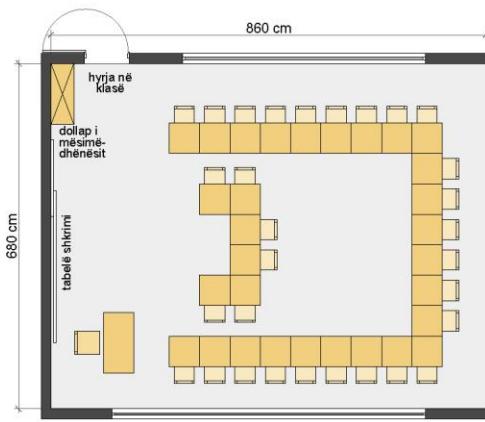 860 cm
hyrja në
klasë
dollap i
mësimë-
dhënësit
680 cm
tabelë shkrimi